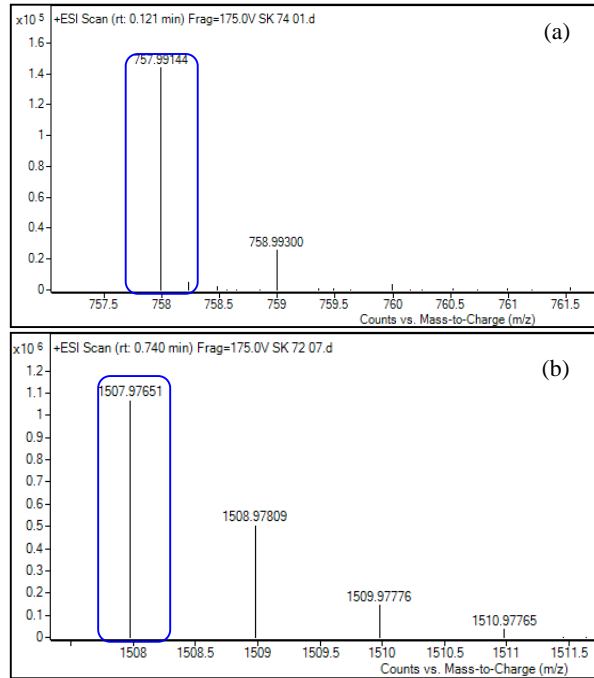 +ESI Scan (rt: 0.121 min) Frag=175.0V SK 74 01.d
(a)
x10 5
1.6
1.4
1.2
1
0.8
0.6
0.4
0.2
0
757.99144
758.99300
757.5 758 758.5 759 759.5 760 760.5 761 761.5
Counts vs. Mass-to-Charge (m/z)
+ESI Scan (rt: 0.740 min) Frag=175.0V SK 72 07.d
(b)
x10 6
1.2
1.1
1
0.9
0.8
0.7
0.6
0.5
0.4
0.3
0.2
0.1
0
1507.97651
1508.97809
1509.97776
1510.97765
1508 1508.5 1509 1509.5 1510 1510.5 1511 1511.5
Counts vs. Mass-to-Charge (m/z)